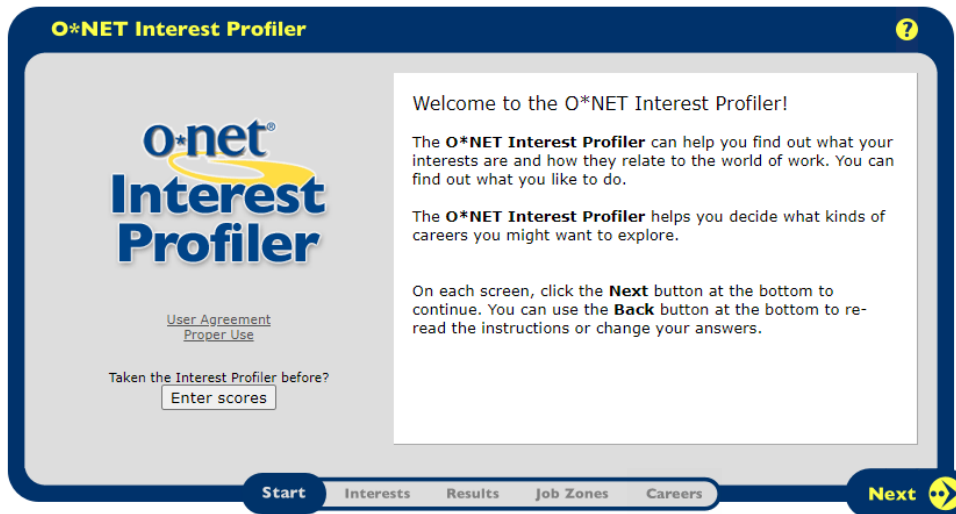 O*NET Interest Profiler
?
o*net®
Interest
Profiler
User Agreement
Proper Use
Taken the Interest Profiler before?
Enter scores
Welcome to the O*NET Interest Profiler!
The O*NET Interest Profiler can help you find out what your
interests are and how they relate to the world of work. You can
find out what you like to do.
The O*NET Interest Profiler helps you decide what kinds of
careers you might want to explore.
On each screen, click the Next button at the bottom to
continue. You can use the Back button at the bottom to re-
read the instructions or change your answers.
Start Interests Results Job Zones Careers
Next